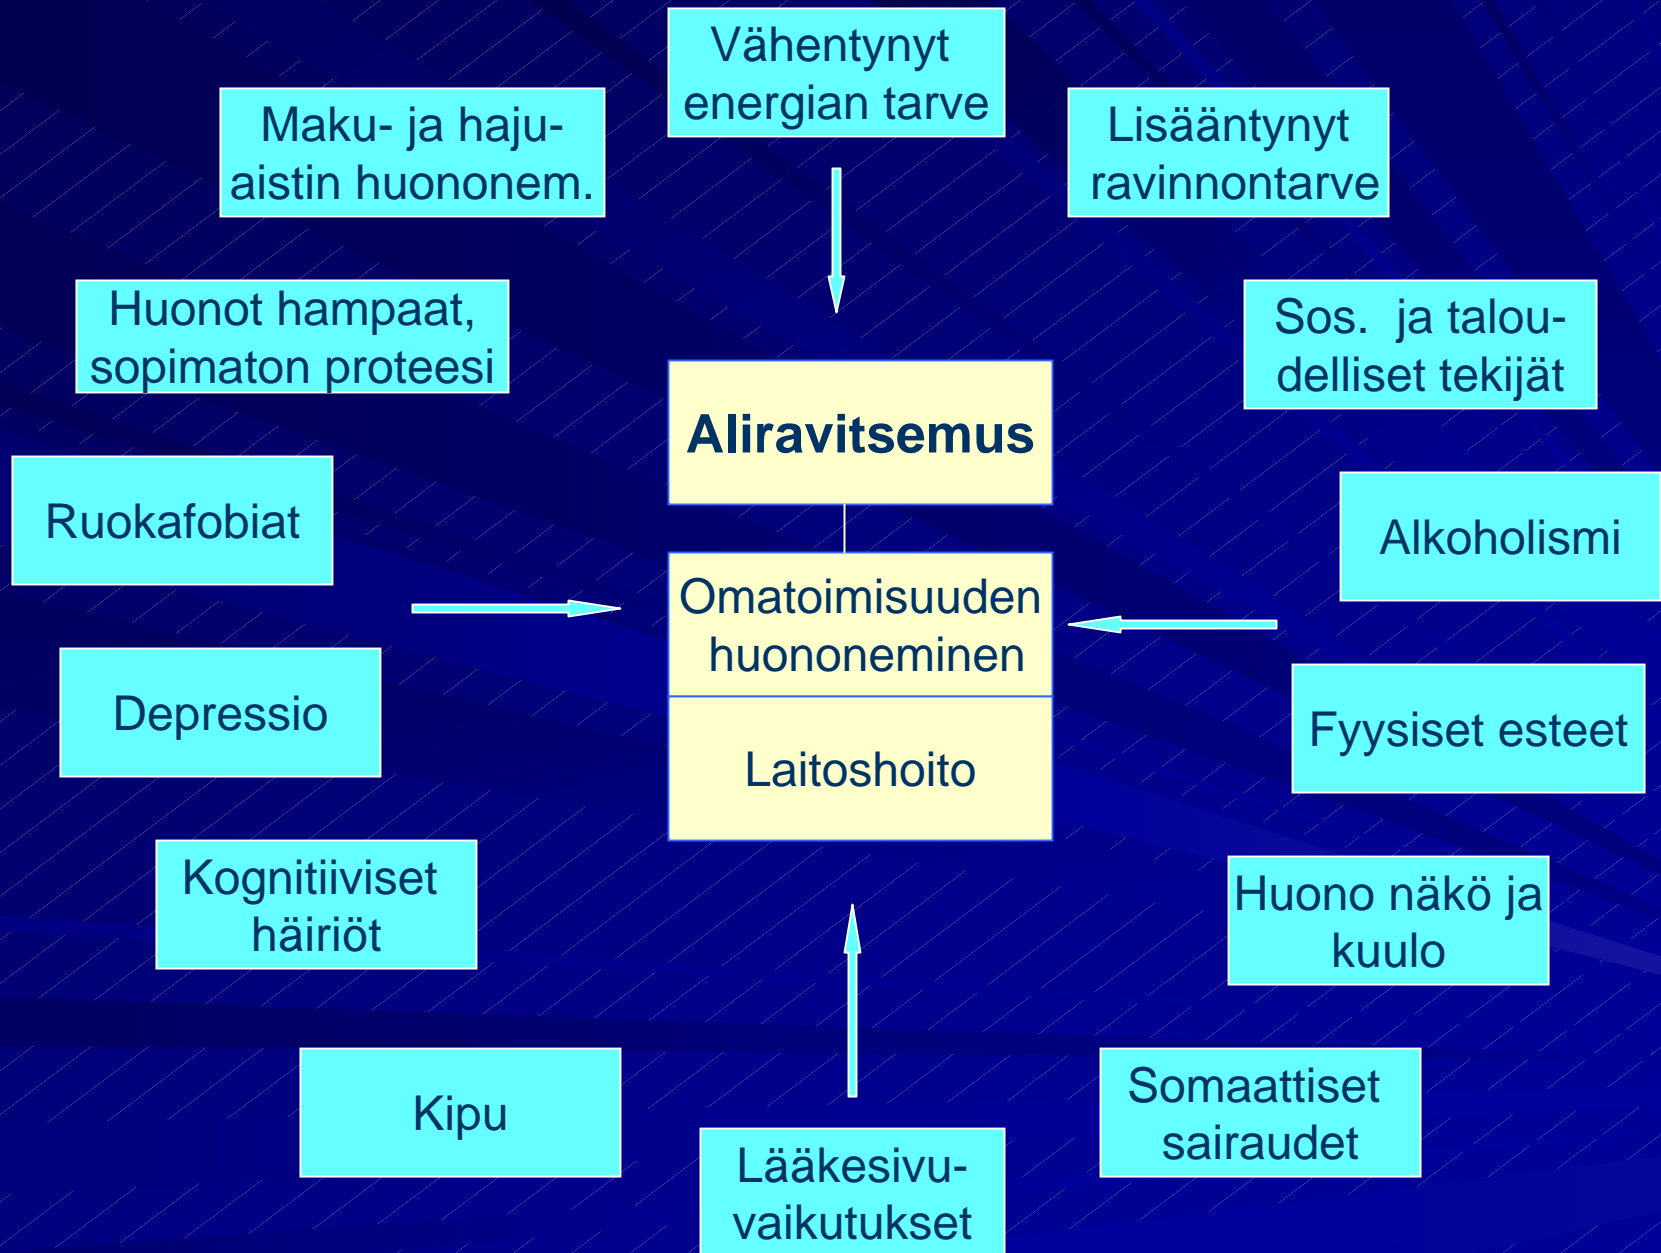 Vähentynyt
energian tarve
Maku- ja haju-
aistin huononem.
Lisääntynyt
ravinnontarve
Huonot hampaat,
sopimaton proteesi
Sos. ja talou-
delliset tekijät
Aliravitsemus
Ruokafobiat
Alkoholismi
Omatoimisuuden
huononeminen
Depressio
Fyysiset esteet
Laitoshoito
Kognitiiviset
häiriöt
Huono näkö ja
kuulo
Kipu
Somaattiset
sairaudet
Lääkesivu-
vaikutukset